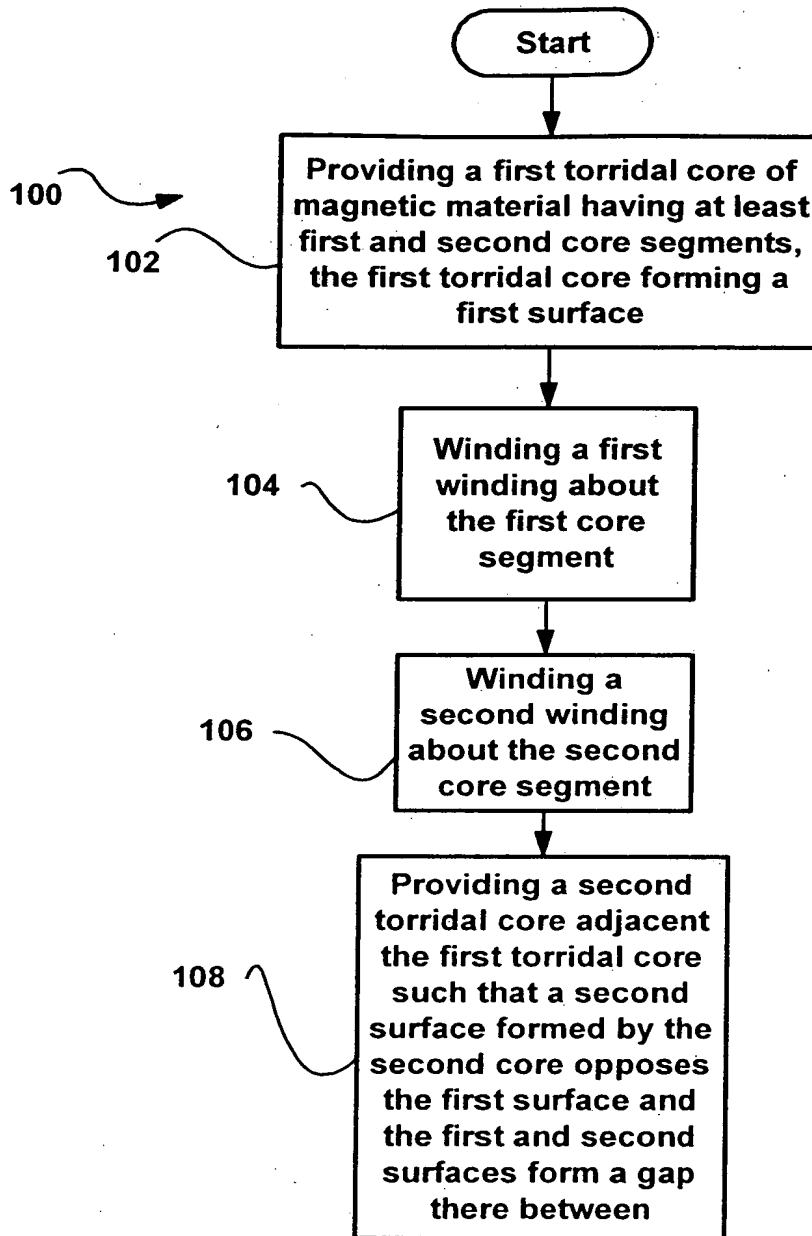 Start
100
102
Providing a first torridal core of
magnetic material having at least
first and second core segments,
the first torridal core forming a
first surface
104
Winding a first
winding about
the first core
segment
106
Winding a
second winding
about the second
core segment
108
Providing a second
torridal core adjacent
the first torridal core
such that a second
surface formed by the
second core opposes
the first surface and
the first and second
surfaces form a gap
there between